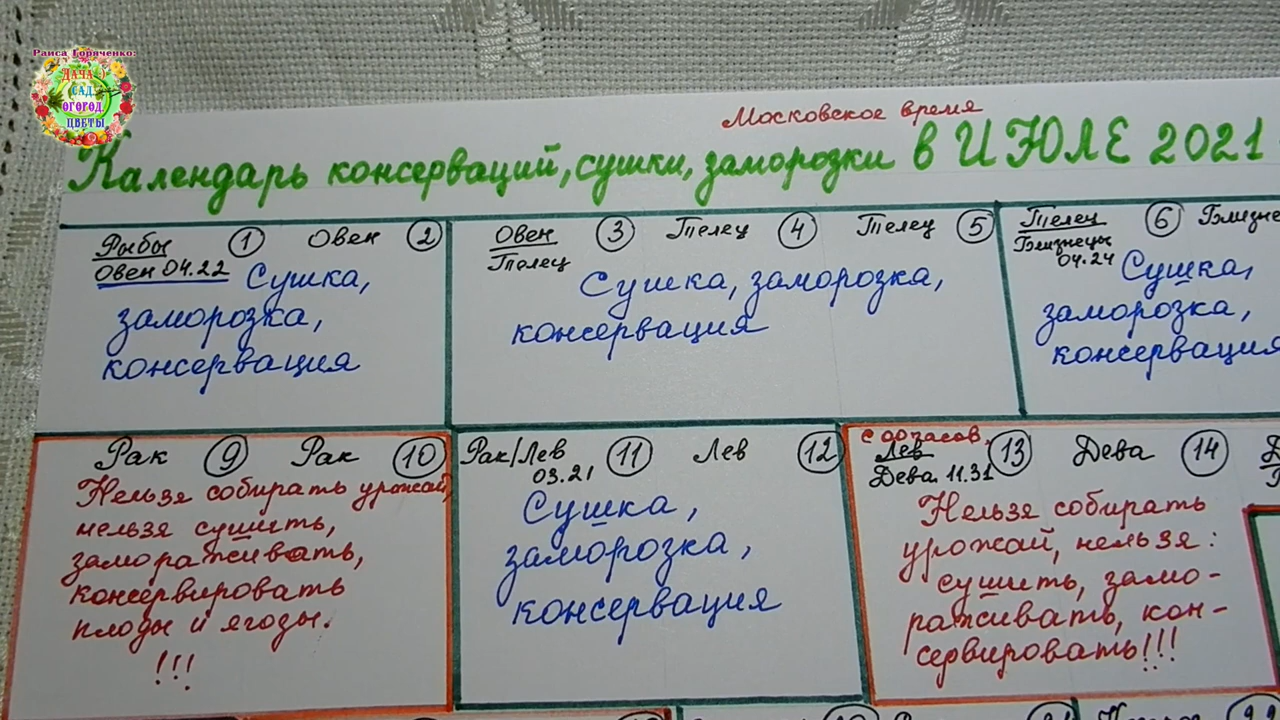 Раиса Горяченко:
ДАЧА
САД,
ОГОРОД,
ЦВЕТЫ
Московское время
Календарь консерваций, сушки, заморозки в ИЮЛЕ 2021
Рыбы 1 Овен 2
Овен 04.22 Сушка,
заморозка,
консервация
Овен 3 Телец 4 Телец 5
Телец
Сушка, заморозка,
консервация
Телец 6 Близне
Близнецы
04.24
Сушка,
заморозка,
консервация
Рак 9 Рак 10
Нельзя собирать урожай,
нельзя сушить,
замораживать,
консервировать
плоды и ягоды.
!!!
Рак/Лев 11 Лев 12
03.21
Сушка,
заморозка,
консервация
Лев 13 Дева 14
Дева 11.31
Нельзя собирать
урожай, нельзя:
сушить, замо-
раживать, кон-
сервировать!!!